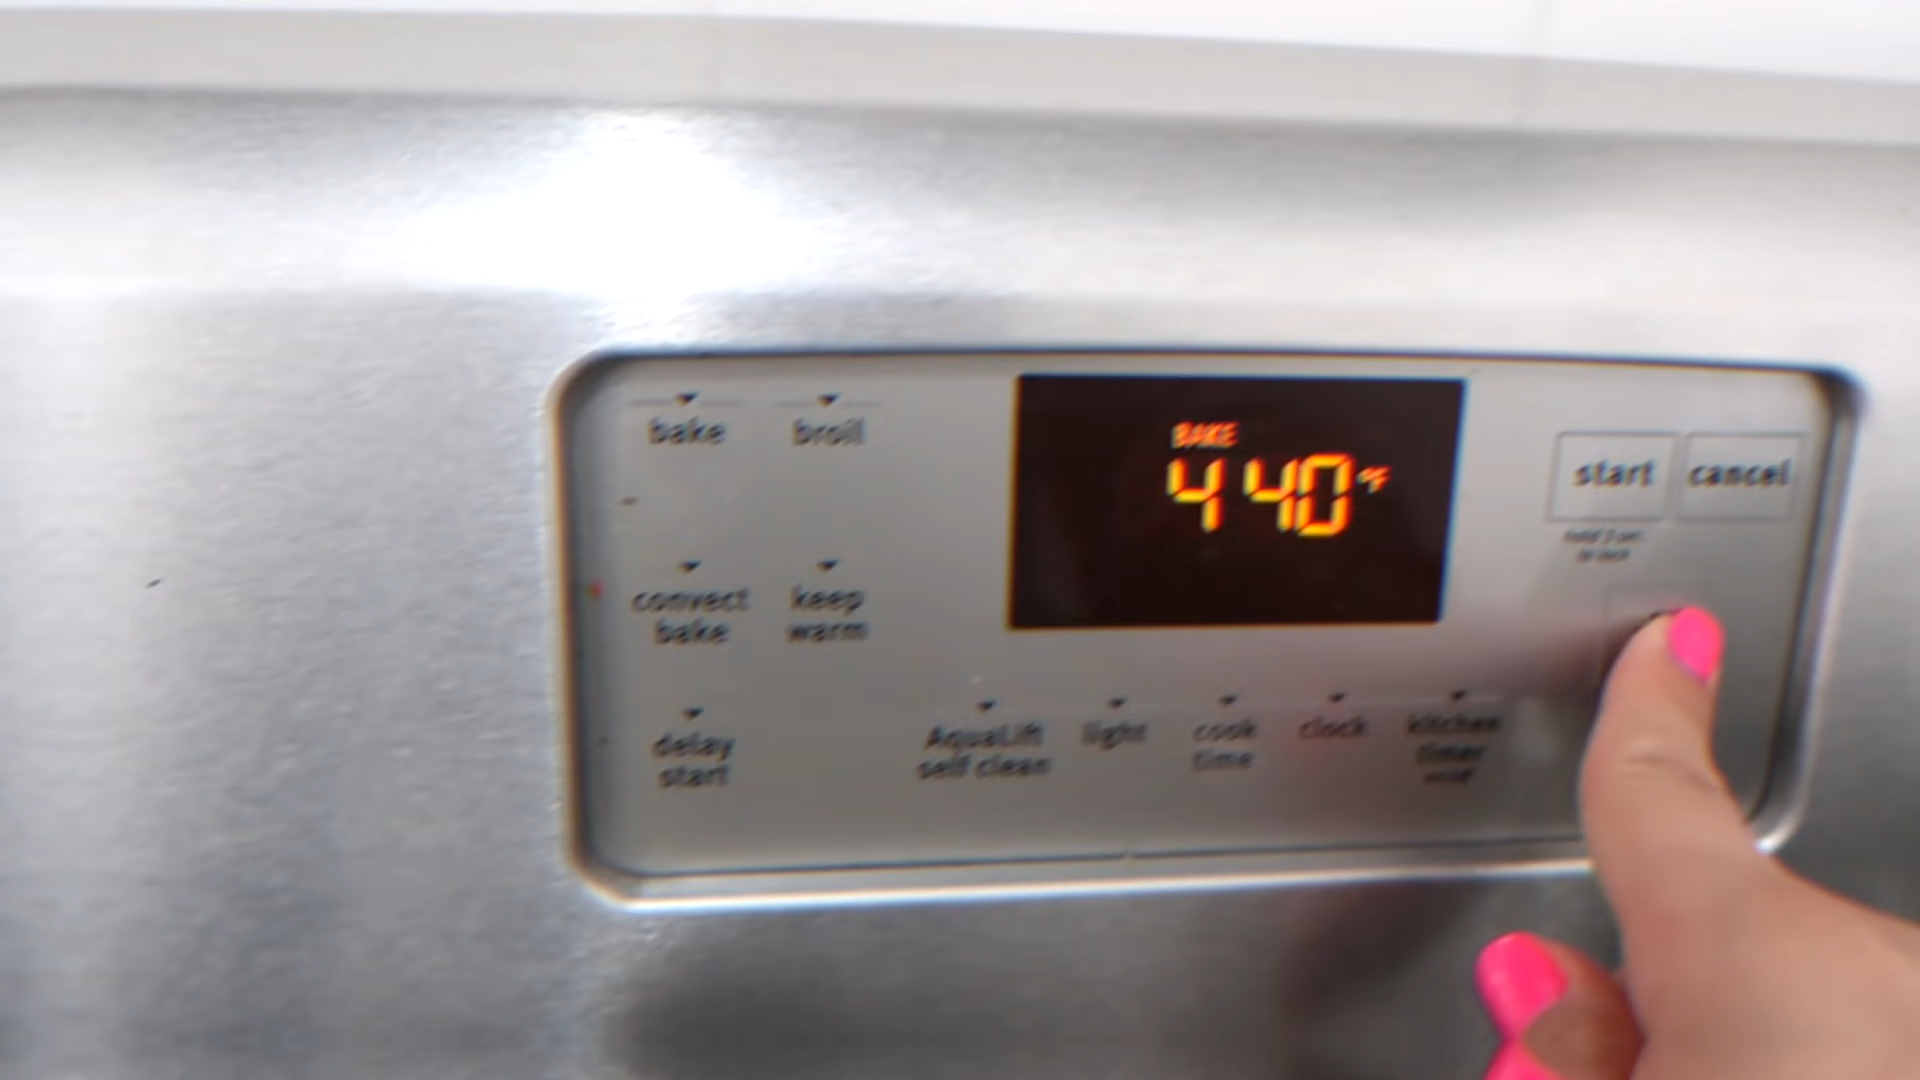 bake broil
BAKE
440°F
start cancel
convect
bake
keep
warm
delay
start
AquaLift
self clean
light
cook
time
clock
kitchen
timer